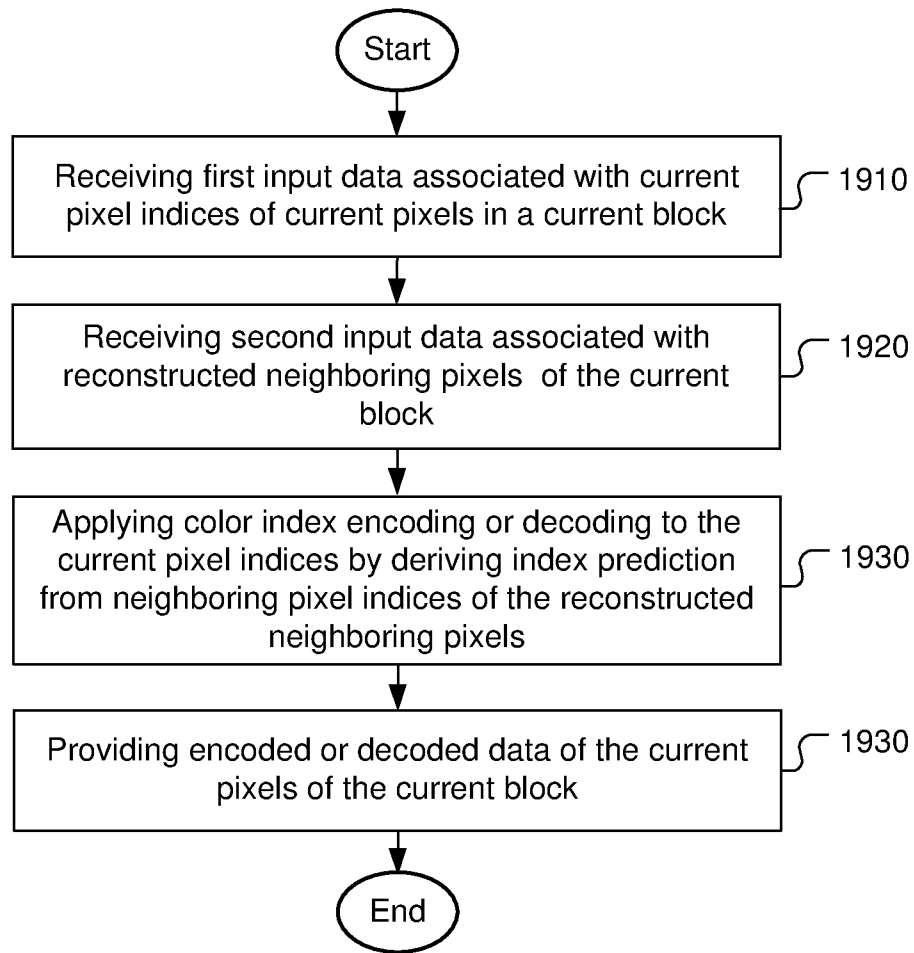 Start
Receiving first input data associated with current
pixel indices of current pixels in a current block
1910
Receiving second input data associated with
reconstructed neighboring pixels of the current
block
1920
Applying color index encoding or decoding to the
current pixel indices by deriving index prediction
from neighboring pixel indices of the reconstructed
neighboring pixels
1930
Providing encoded or decoded data of the current
pixels of the current block
1930
End